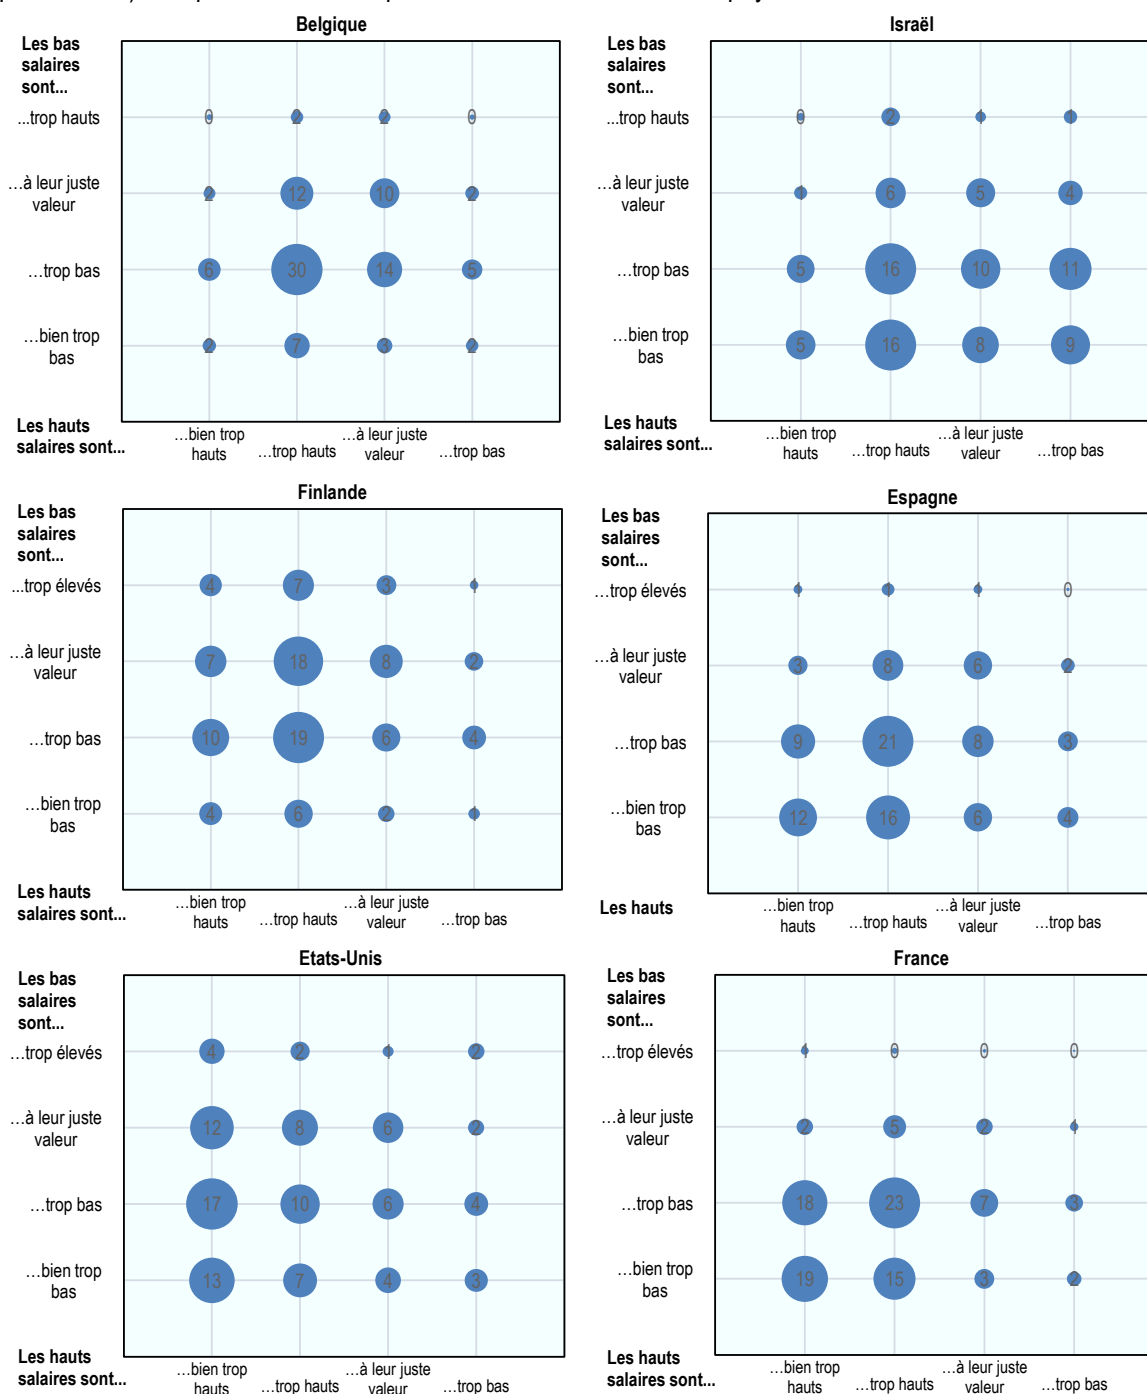 Belgique
Les bas
salaires
sont...
...trop hauts
0 2 2 0
…à leur juste
valeur
2 12 10 2
…trop bas
6 30 14 5
…bien trop
bas
2 7 3 2
Les hauts
salaires sont...
…bien trop
hauts
…trop hauts
…à leur juste
valeur
…trop bas
Israël
Les bas
salaires
sont...
...trop hauts
0 2 1 1
…à leur juste
valeur
1 6 5 4
…trop bas
5 16 10 11
…bien trop
bas
5 16 8 9
Les hauts
salaires sont...
…bien trop
hauts
…trop hauts
…à leur juste
valeur
…trop bas
Finlande
Les bas
salaires
sont...
...trop élevés
4 7 3 1
…à leur juste
valeur
7 18 8 2
…trop bas
10 19 6 4
…bien trop
bas
4 6 2 1
Les hauts
salaires sont...
…bien trop
hauts
…trop hauts
…à leur juste
valeur
…trop bas
Espagne
Les bas
salaires
sont...
…trop élevés
1 1 1 0
…à leur juste
valeur
3 8 6 2
…trop bas
9 21 8 3
…bien trop
bas
12 16 6 4
Les hauts
…bien trop
hauts
…trop hauts
…à leur juste
valeur
…trop bas
Etats-Unis
Les bas
salaires
sont...
…trop élevés
4 2 1 2
…à leur juste
valeur
12 8 6 2
…trop bas
17 10 6 4
…bien trop
bas
13 7 4 3
Les hauts
salaires sont...
…bien trop
hauts
…trop hauts
…à leur juste
valeur
…trop bas
France
Les bas
salaires
sont...
…trop élevés
1 0 0 0
…à leur juste
valeur
2 5 2 1
…trop bas
18 23 7 3
…bien trop
bas
19 15 3 2
Les hauts
salaires sont...
…bien trop
hauts
…trop hauts
…à leur juste
valeur
…trop bas